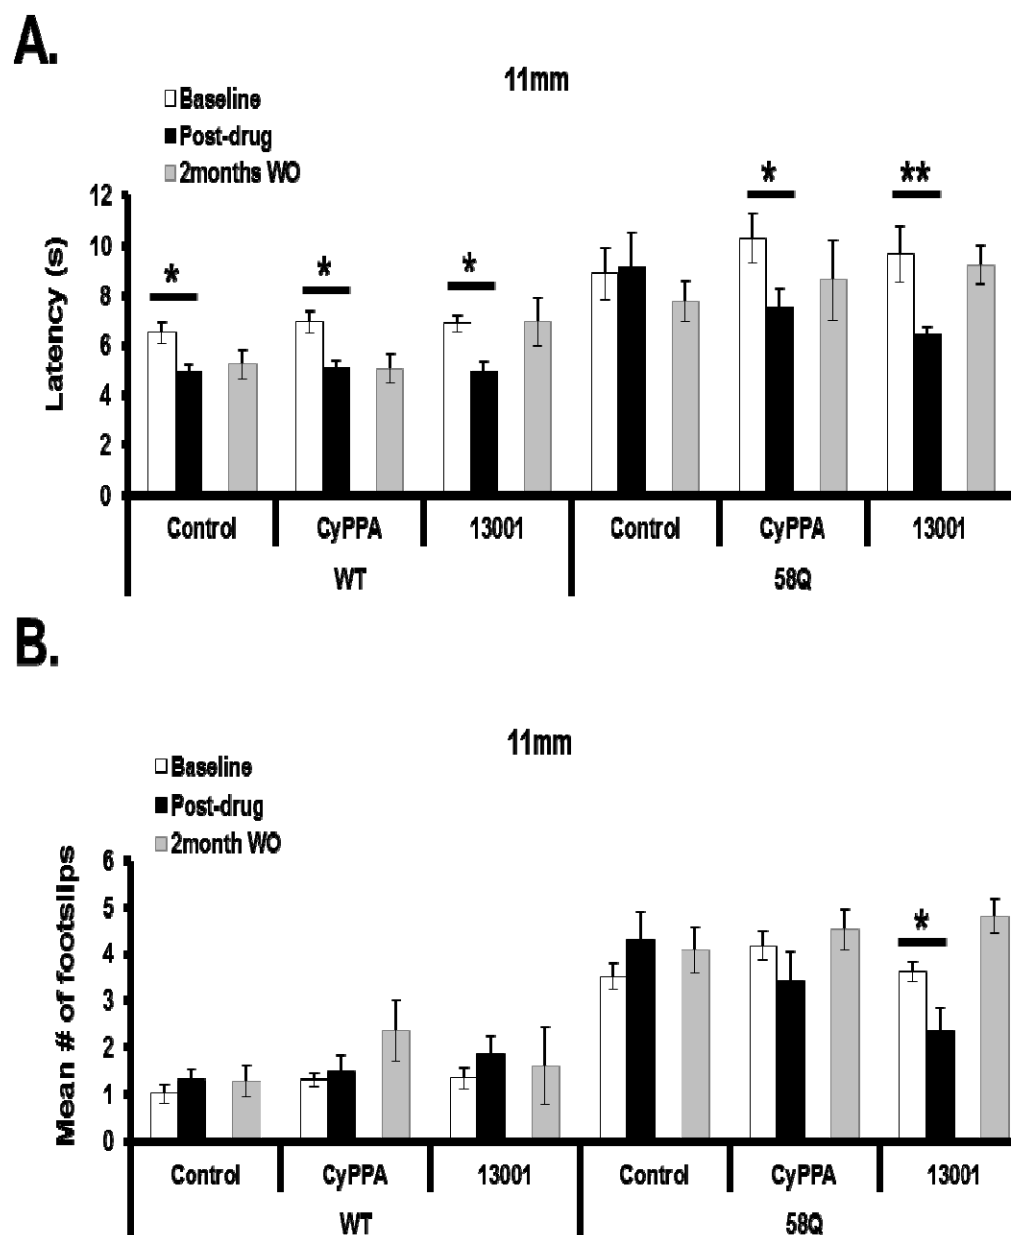 A.
11mm
Baseline
Post-drug
2months WO
*
**
*
*
*
12
10
8
6
4
2
0
Latency (s)
Control CyPPA 13001 Control CyPPA 13001
WT 58Q
B.
11mm
Baseline
Post-drug
2month WO
*
6
5
4
3
2
1
0
Mean # of footslips
Control CyPPA 13001 Control CyPPA 13001
WT 58Q